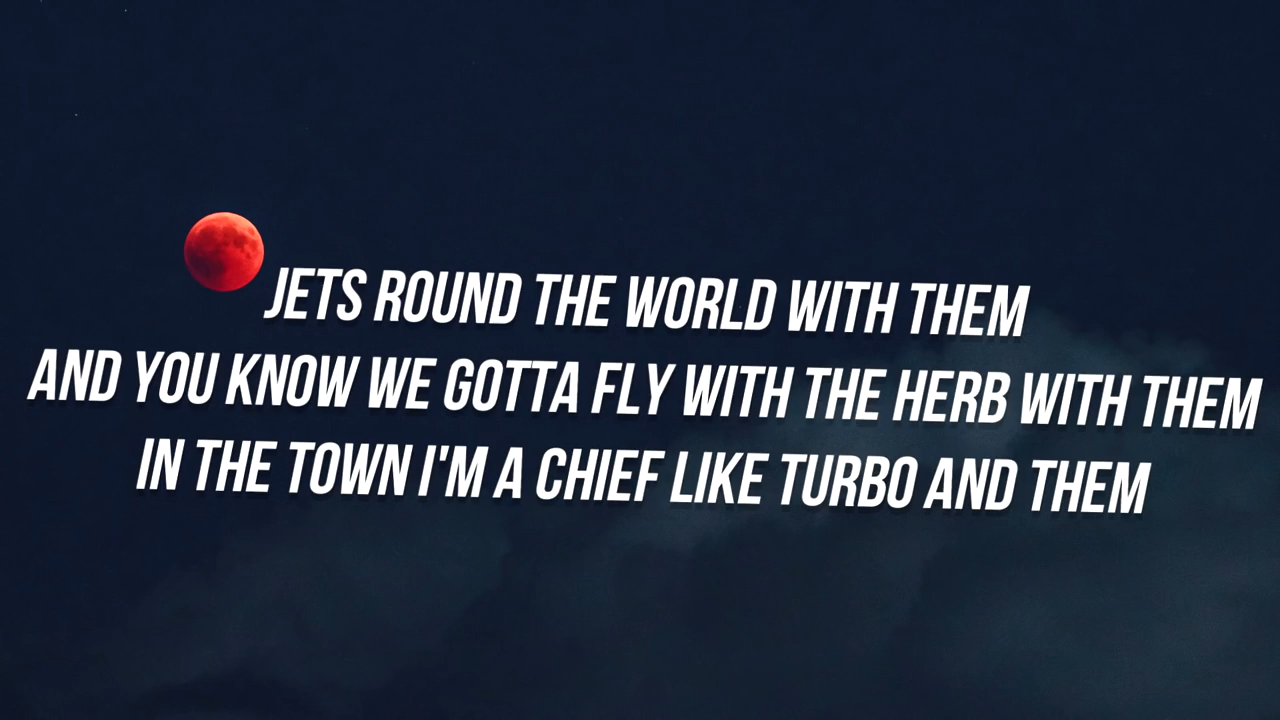 JETS ROUND THE WORLD WITH THEM
AND YOU KNOW WE GOTTA FLY WITH THE HERB WITH THEM
IN THE TOWN I'M A CHIEF LIKE TURBO AND THEM